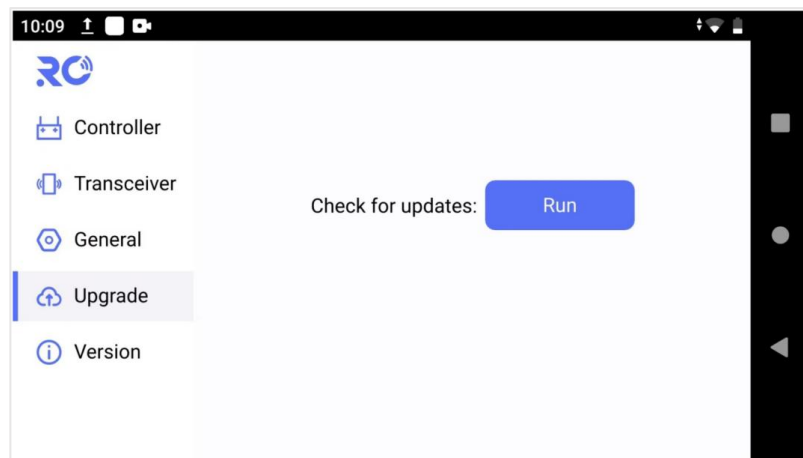 10:09
RC
Controller
Transceiver
General
Upgrade
Version
Check for updates: Run